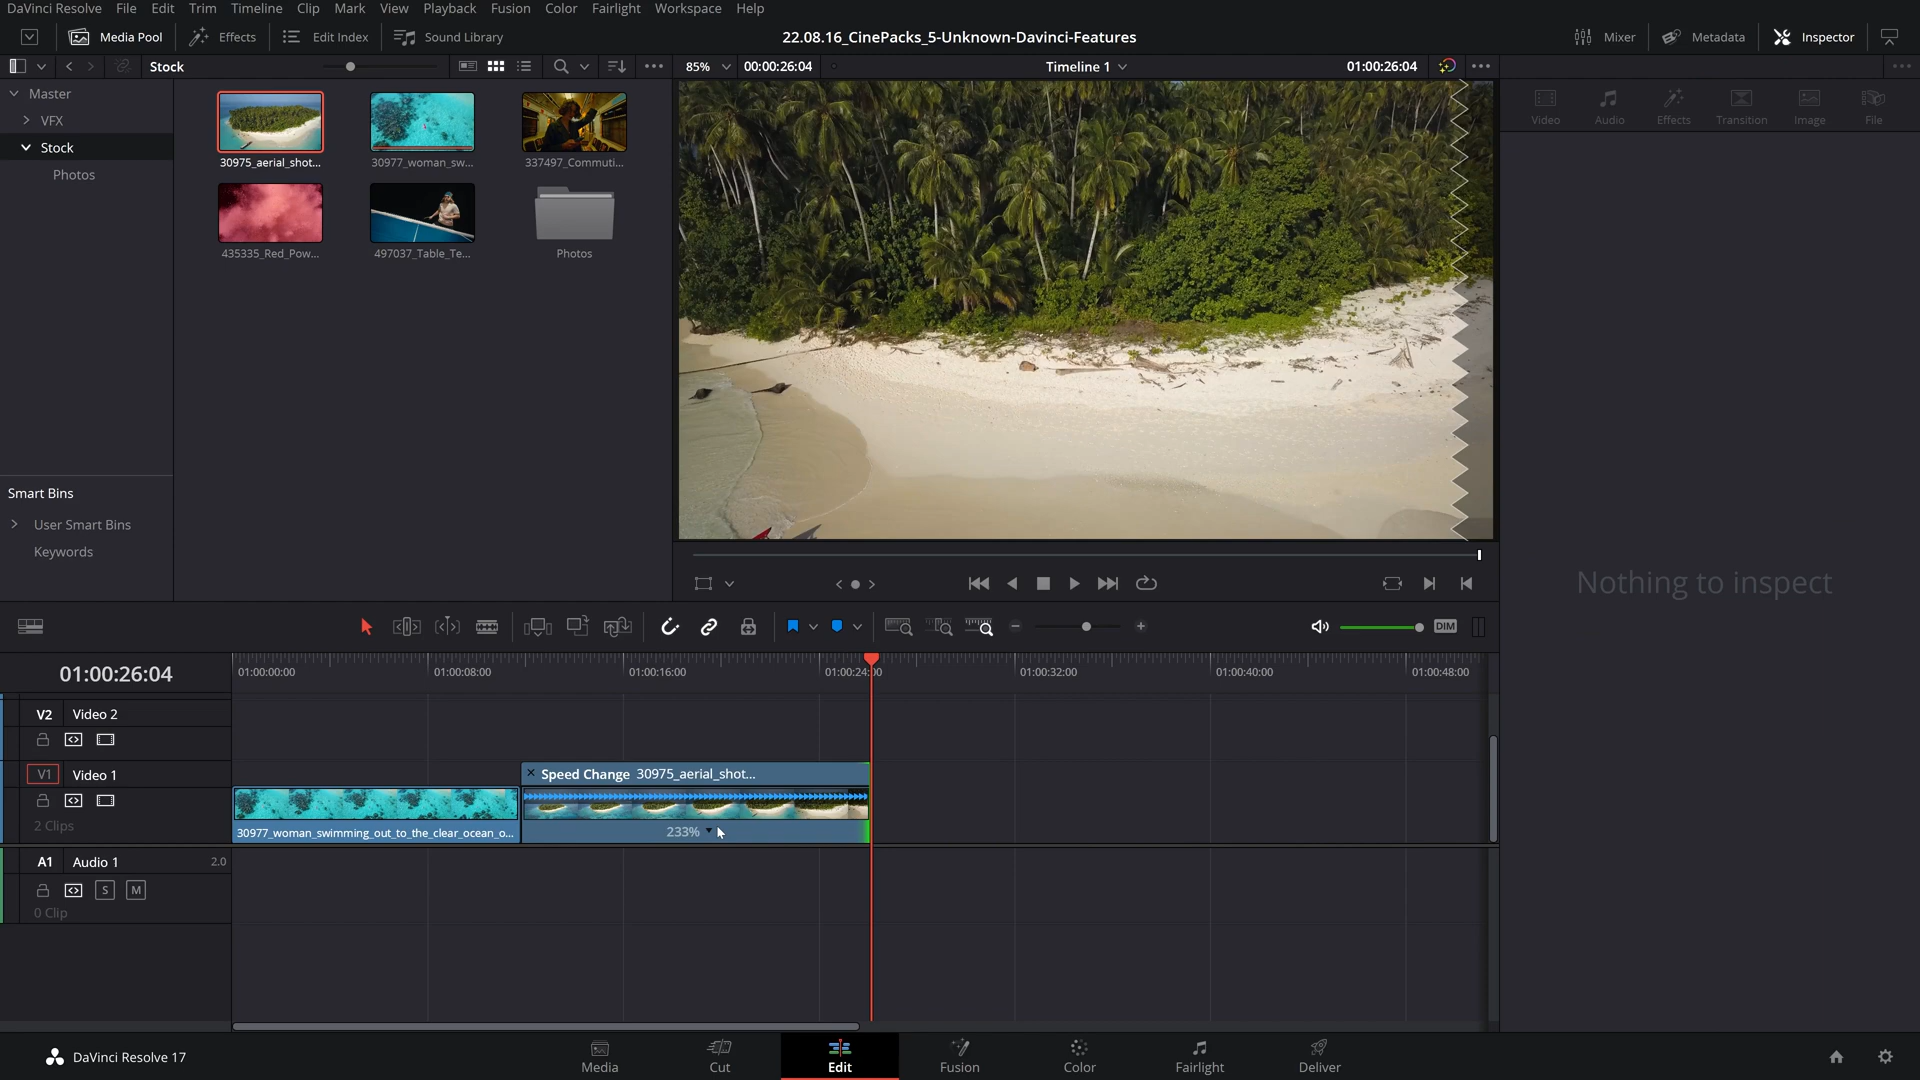 DaVinci Resolve File Edit Trim Timeline Clip Mark View Playback Fusion Color Fairlight Workspace Help
Media Pool Effects Edit Index Sound Library
22.08.16_CinePacks_5-Unknown-Davinci-Features
Mixer Metadata Inspector
Stock
85% 00:00:26:04 Timeline 1 01:00:26:04
Master
VFX
Stock
Photos
30975_aerial_shot...
30977_woman_sw...
337497_Commuti...
435335_Red_Pow...
497037_Table_Te...
Photos
Video Audio Effects Transition Image File
Smart Bins
User Smart Bins
Keywords
Nothing to inspect
DIM
01:00:26:04
01:00:00:00 01:00:08:00 01:00:16:00 01:00:24:00 01:00:32:00 01:00:40:00 01:00:48:00
V2 Video 2
V1 Video 1
2 Clips
Speed Change 30975_aerial_shot...
30977_woman_swimming_out_to_the_clear_ocean_o...
233%
A1 Audio 1 2.0
S M
0 Clip
DaVinci Resolve 17
Media Cut Edit Fusion Color Fairlight Deliver